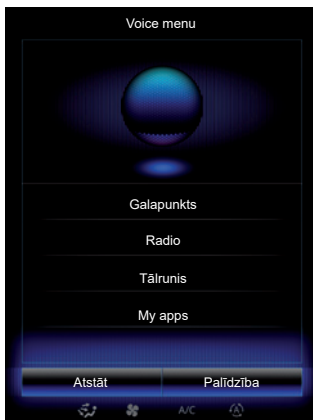 Voice menu
Galapunkts
Radio
Tālrunis
My apps
Atstāt Palīdzība
A/C